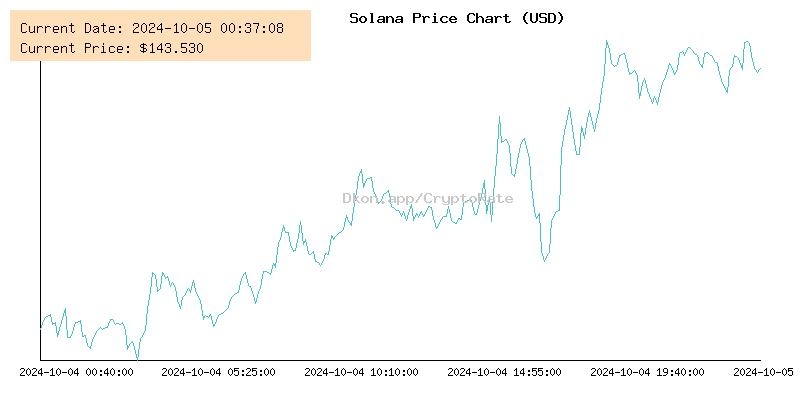 Solana Price Chart (USD)
Current Date: 2024-10-05 00:37:08
Current Price: $143.530
Dkon.app/CryptoRate
2024-10-04 00:40:00
2024-10-04 05:25:00
2024-10-04 10:10:00
2024-10-04 14:55:00
2024-10-04 19:40:00
2024-10-05